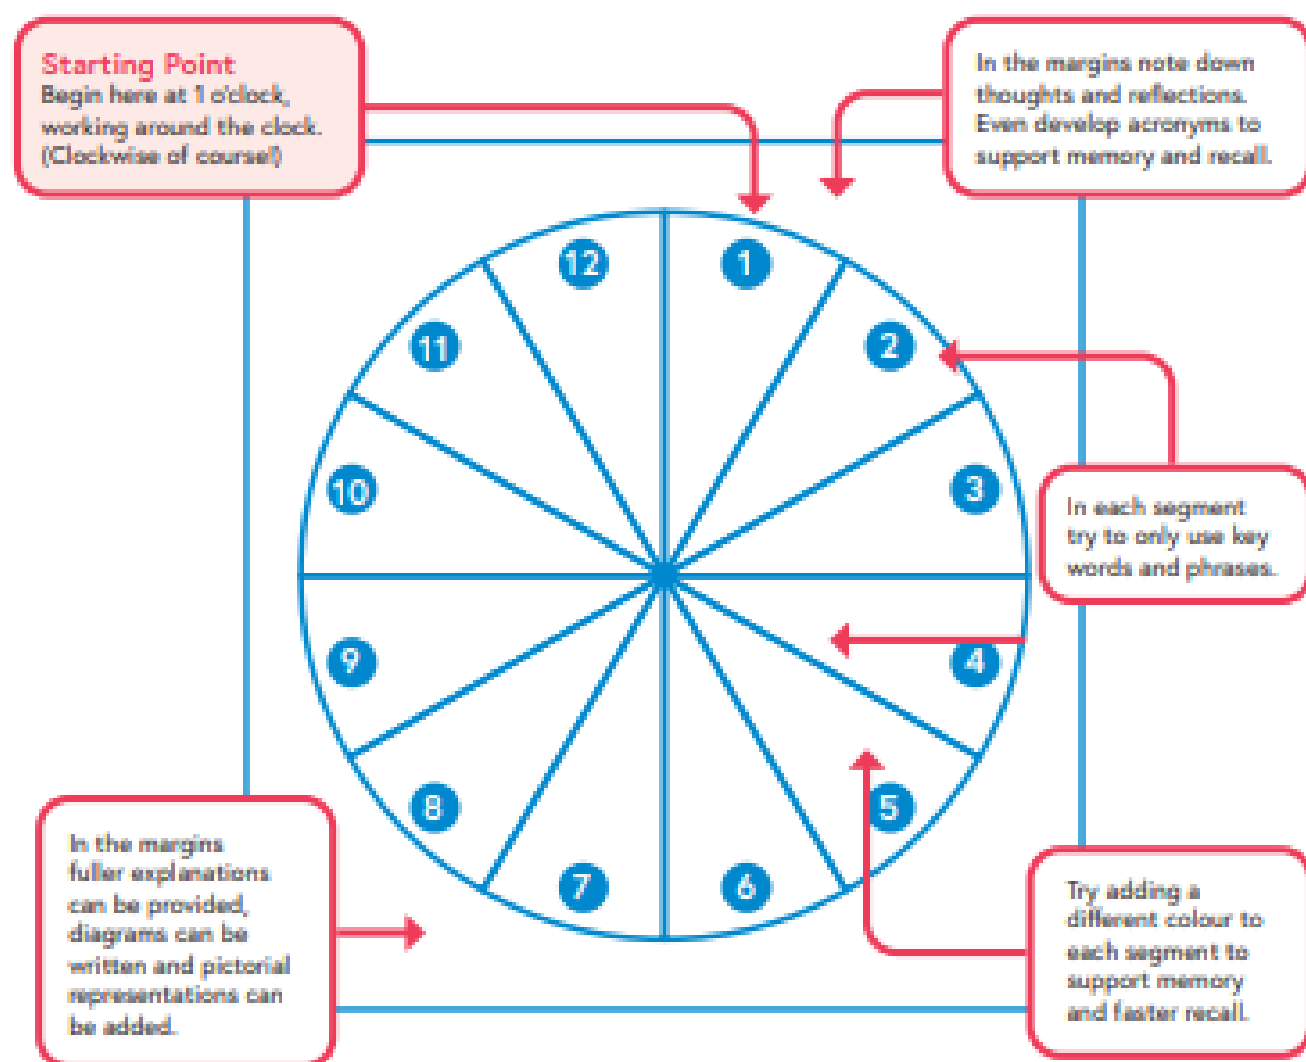 Starting Point
Begin here at 1 o'clock,
working around the clock.
(Clockwise of course!)
In the margins note down
thoughts and reflections.
Even develop acronyms to
support memory and recall.
12
1
11
2
10
3
In each segment
try to only use key
words and phrases.
9
4
8
5
7
6
In the margins
fuller explanations
can be provided,
diagrams can be
written and pictorial
representations can
be added.
Try adding a
different colour to
each segment to
support memory
and faster recall.